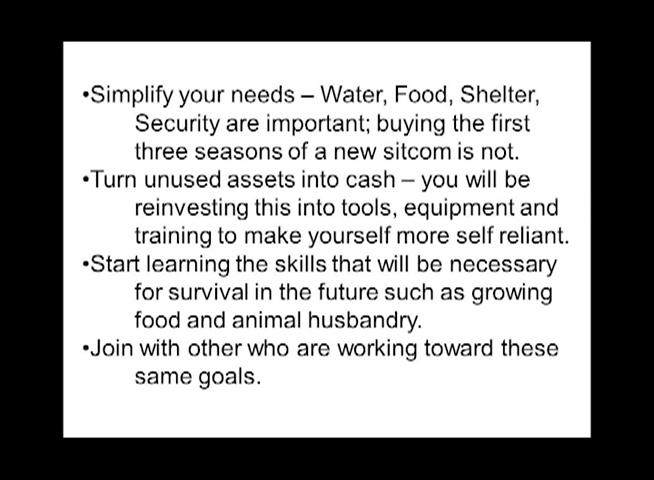 •Simplify your needs – Water, Food, Shelter,
Security are important; buying the first
three seasons of a new sitcom is not.
•Turn unused assets into cash – you will be
reinvesting this into tools, equipment and
training to make yourself more self reliant.
•Start learning the skills that will be necessary
for survival in the future such as growing
food and animal husbandry.
•Join with other who are working toward these
same goals.